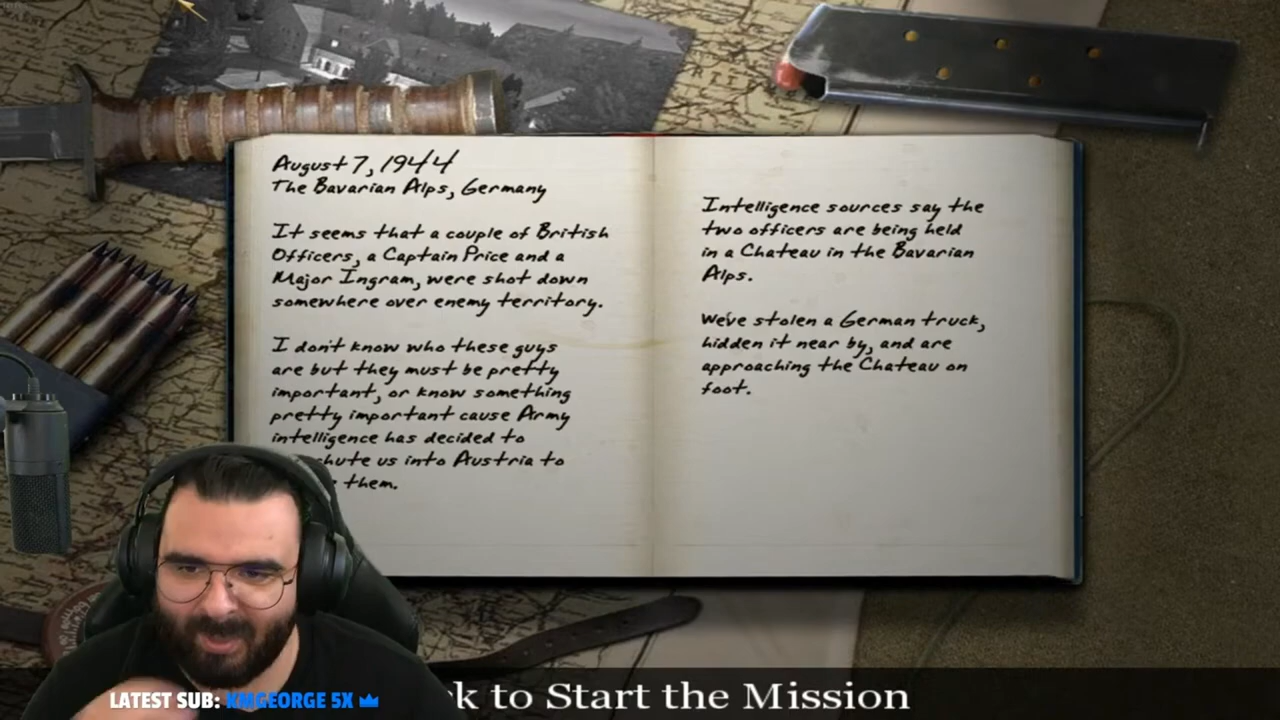 August 7, 1944
The Bavarian Alps, Germany
It seems that a couple of British
Officers, a Captain Price and a
Major Ingram, were shot down
somewhere over enemy territory.
I don't know who these guys
are but they must be pretty
important, or know something
pretty important cause Army
intelligence has decided to
chute us into Austria to
them.
Intelligence sources say the
two officers are being held
in a Chateau in the Bavarian
Alps.
We've stolen a German truck,
hidden it near by, and are
approaching the Chateau on
foot.
k to Start the Mission
LATEST SUB: KMGEORGE 5X